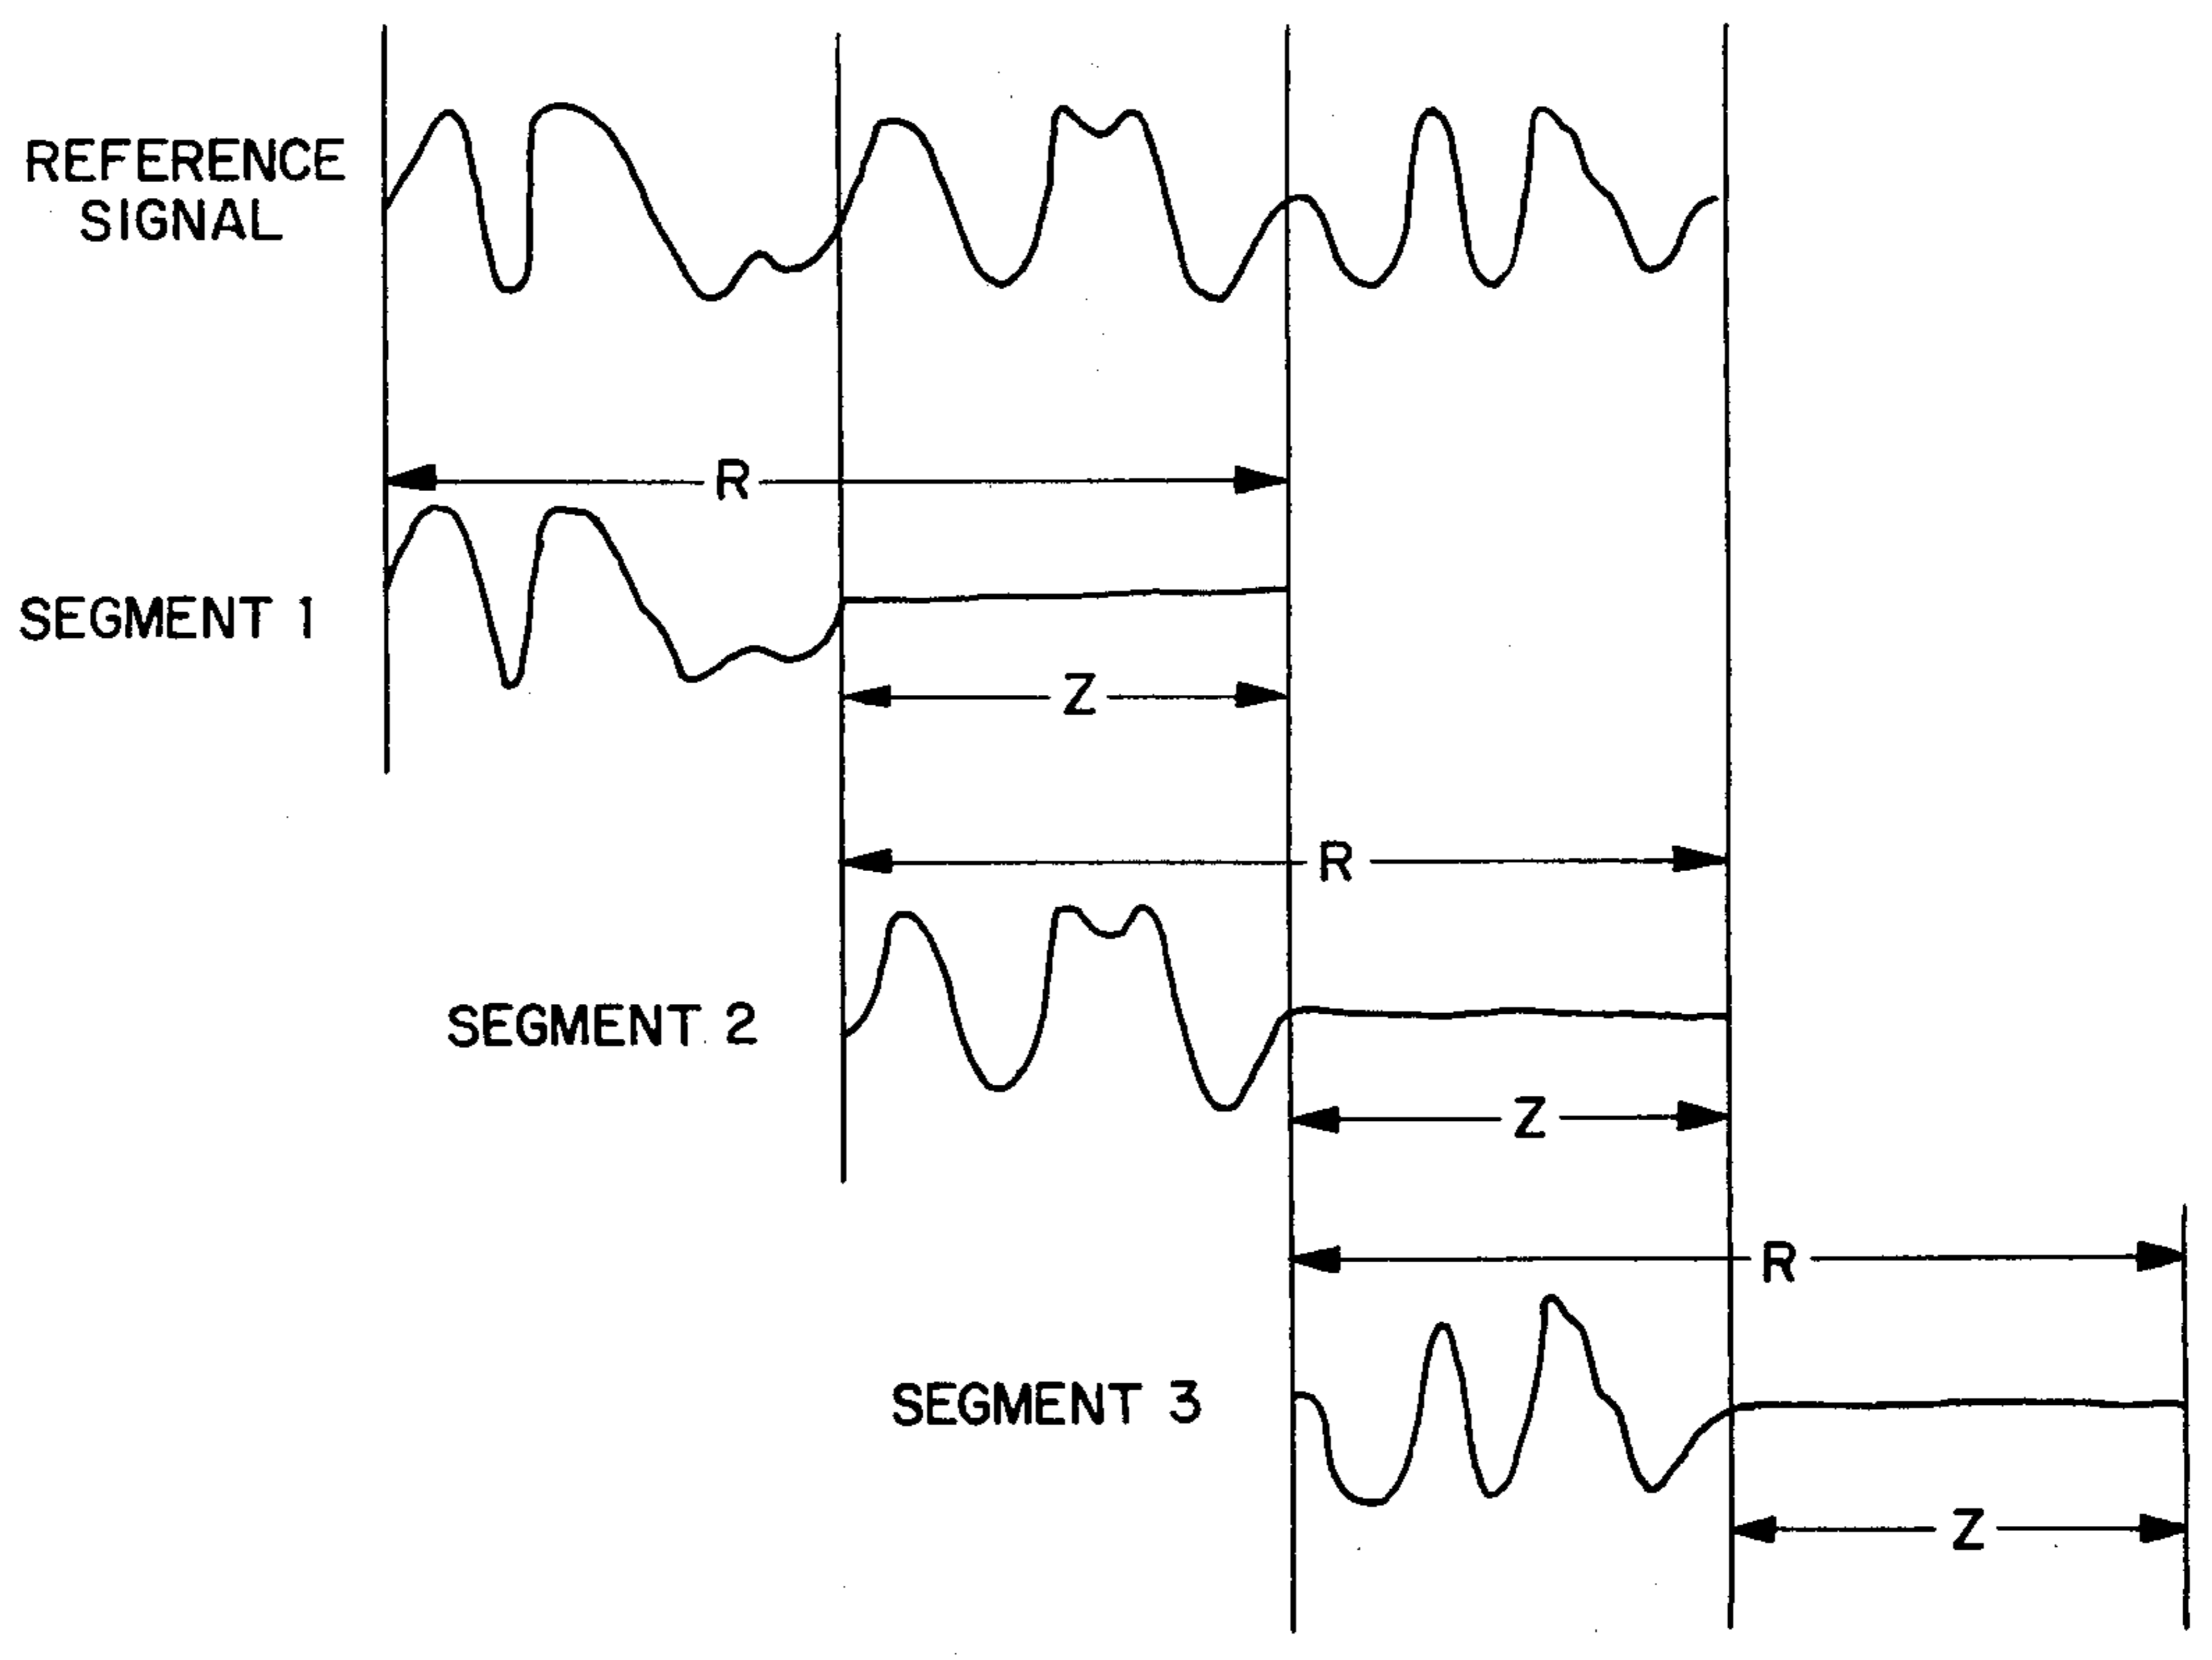 REFERENCE
SIGNAL
R
SEGMENT 1
Z
R
SEGMENT 2
Z
R
SEGMENT 3
Z